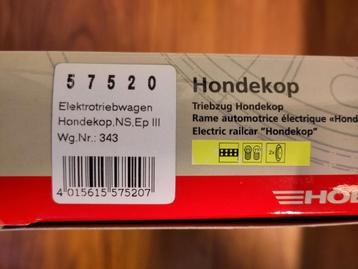 57520
Elektrotriebwagen
Hondekop,NS,Ep III
Wg.Nr.: 343
4 015615 575207
Hondekop
Triebzug Hondekop
Rame automotrice électrique «Hond
Electric railcar "Hondekop"
2x